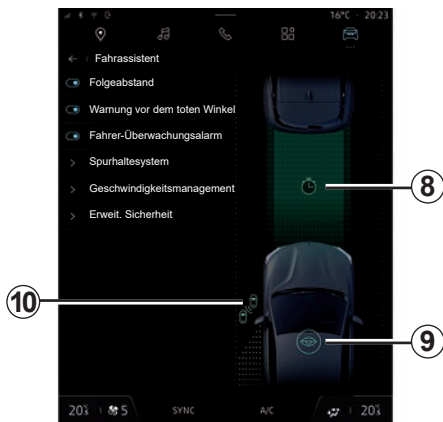 16°C · 20:23
← Fahrassistent
Folgeabstand
Warnung vor dem toten Winkel
Fahrer-Überwachungsalarm
> Spurhaltesystem
> Geschwindigkeitsmanagement
> Erweit. Sicherheit
8
10
9
5 SYNC A/C